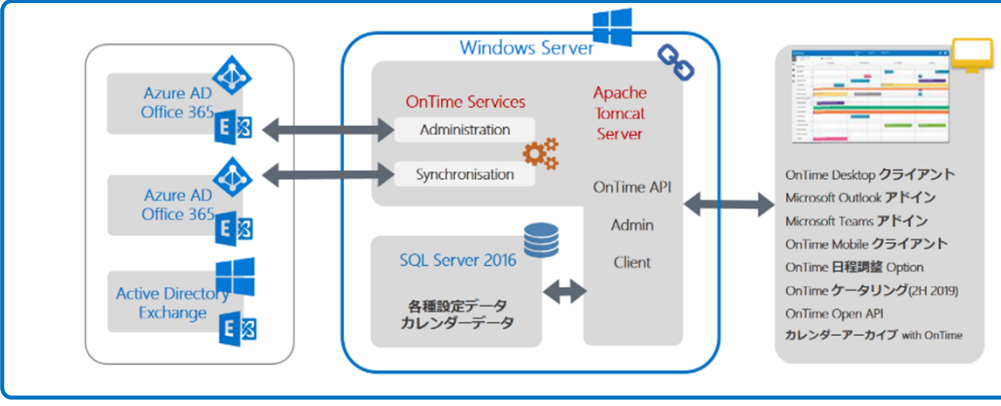 Windows Server
Azure AD
Office 365
Azure AD
Office 365
Active Directory
Exchange
OnTime Services
Administration
Synchronisation
Apache
Tomcat
Server
OnTime API
Admin
Client
SQL Server 2016
各種設定データ
カレンダーデータ
OnTime Desktop クライアント
Microsoft Outlook アドイン
Microsoft Teams アドイン
OnTime Mobile クライアント
OnTime 日程調整 Option
OnTime ケータリング(2H 2019)
OnTime Open API
カレンダーアーカイブ with OnTime